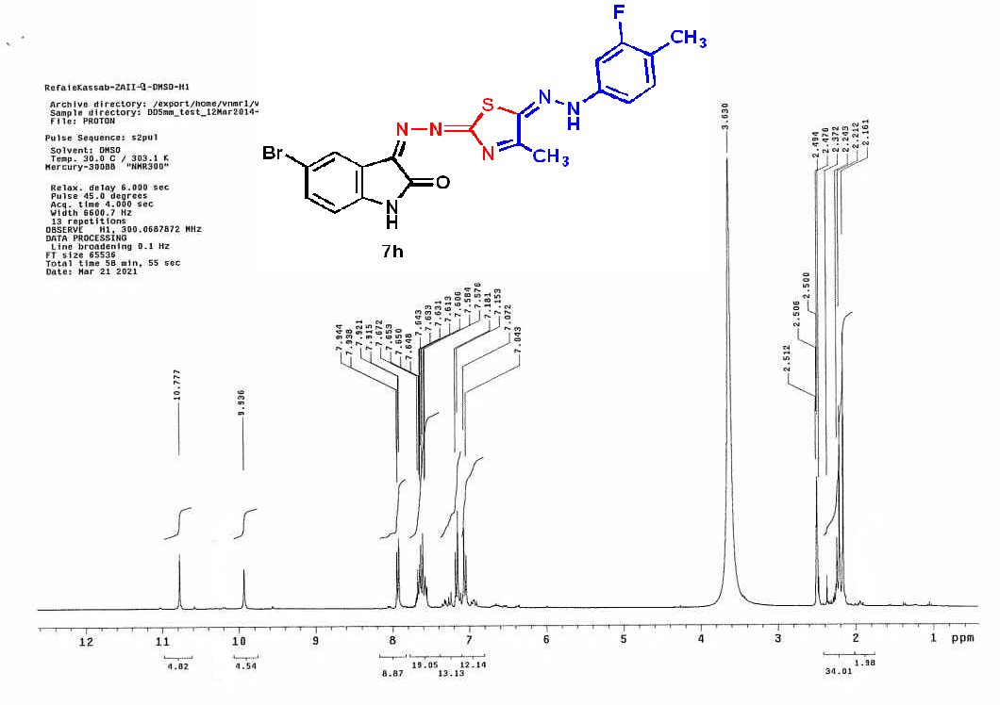 RefaieKassab-ZAII-9-DMSO-H1
Archive directory: /export/home/vnmr1/v
Sample directory: DD5mm_test_12Mar2014-
File: PROTON
Pulse Sequence: s2pul
Solvent: DMSO
Temp. 30.0 C / 303.1 K
Mercury-300BB "NMR300"
Relax. delay 6.000 sec
Pulse 45.0 degrees
Acq. time 4.000 sec
Width 6600.7 Hz
13 repetitions
OBSERVE H1, 300.0687872 MHz
DATA PROCESSING
Line broadening 0.1 Hz
FT size 65536
Total time 58 min, 55 sec
Date: Mar 21 2021
F
CH3
N
N
H
S
N
CH3
N
N
Br
O
N
H
7h
10.777
9.936
7.944
7.938
7.921
7.915
7.672
7.653
7.650
7.648
7.643
7.633
7.631
7.613
7.606
7.584
7.576
7.181
7.153
7.072
7.043
3.630
2.512
2.506
2.500
2.494
2.476
2.372
2.243
2.212
2.161
12 11 10 9 8 7 6 5 4 3 2 1 ppm
4.82 4.54 8.87 19.05 13.13 12.14 34.01 1.98